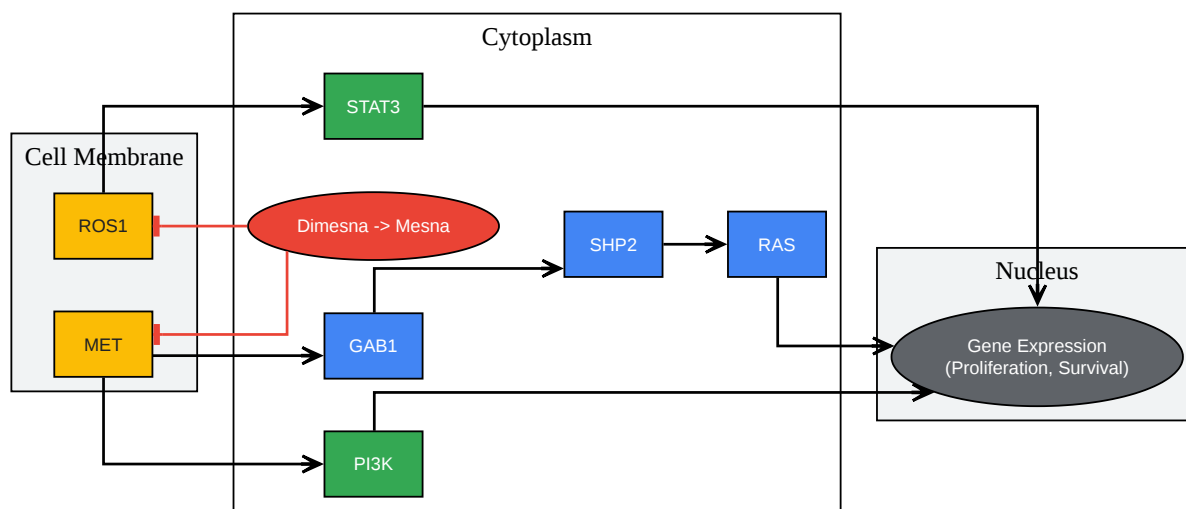 Cytoplasm
STAT3
Cell Membrane
ROS1
Dimesna -> Mesna
SHP2
RAS
Nucleus
MET
GAB1
Gene Expression
(Proliferation, Survival)
PI3K